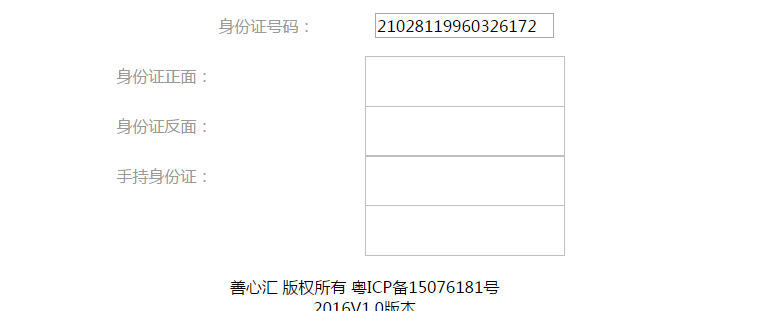 身份证号码： 21028119960326172
身份证正面：
身份证反面：
手持身份证：
善心汇 版权所有 粤ICP备15076181号
2016V1.0版本